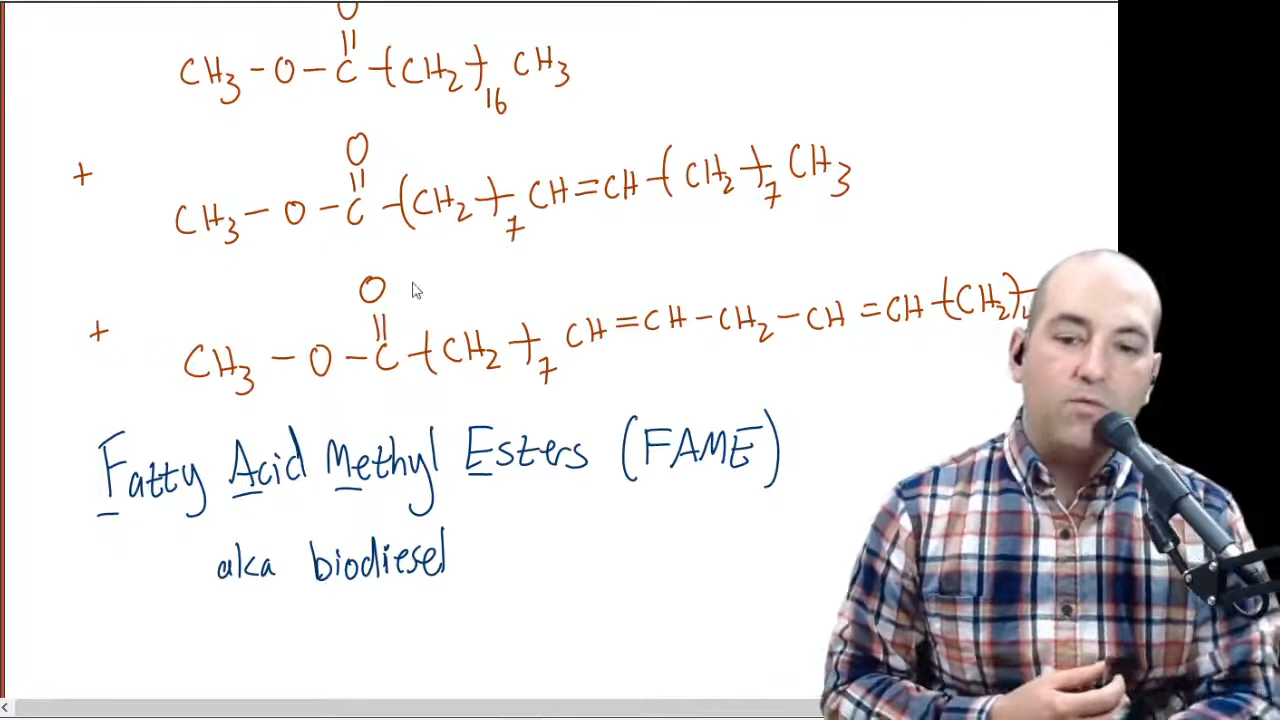 O
CH3-O-C-(CH2)16 CH3
O
+ CH3-O-C-(CH2)7 CH=CH-(CH2)7 CH3
O
+ CH3-O-C-(CH2)7 CH=CH-CH2-CH=CH-(CH2)
Fatty Acid Methyl Esters (FAME)
aka biodiesel